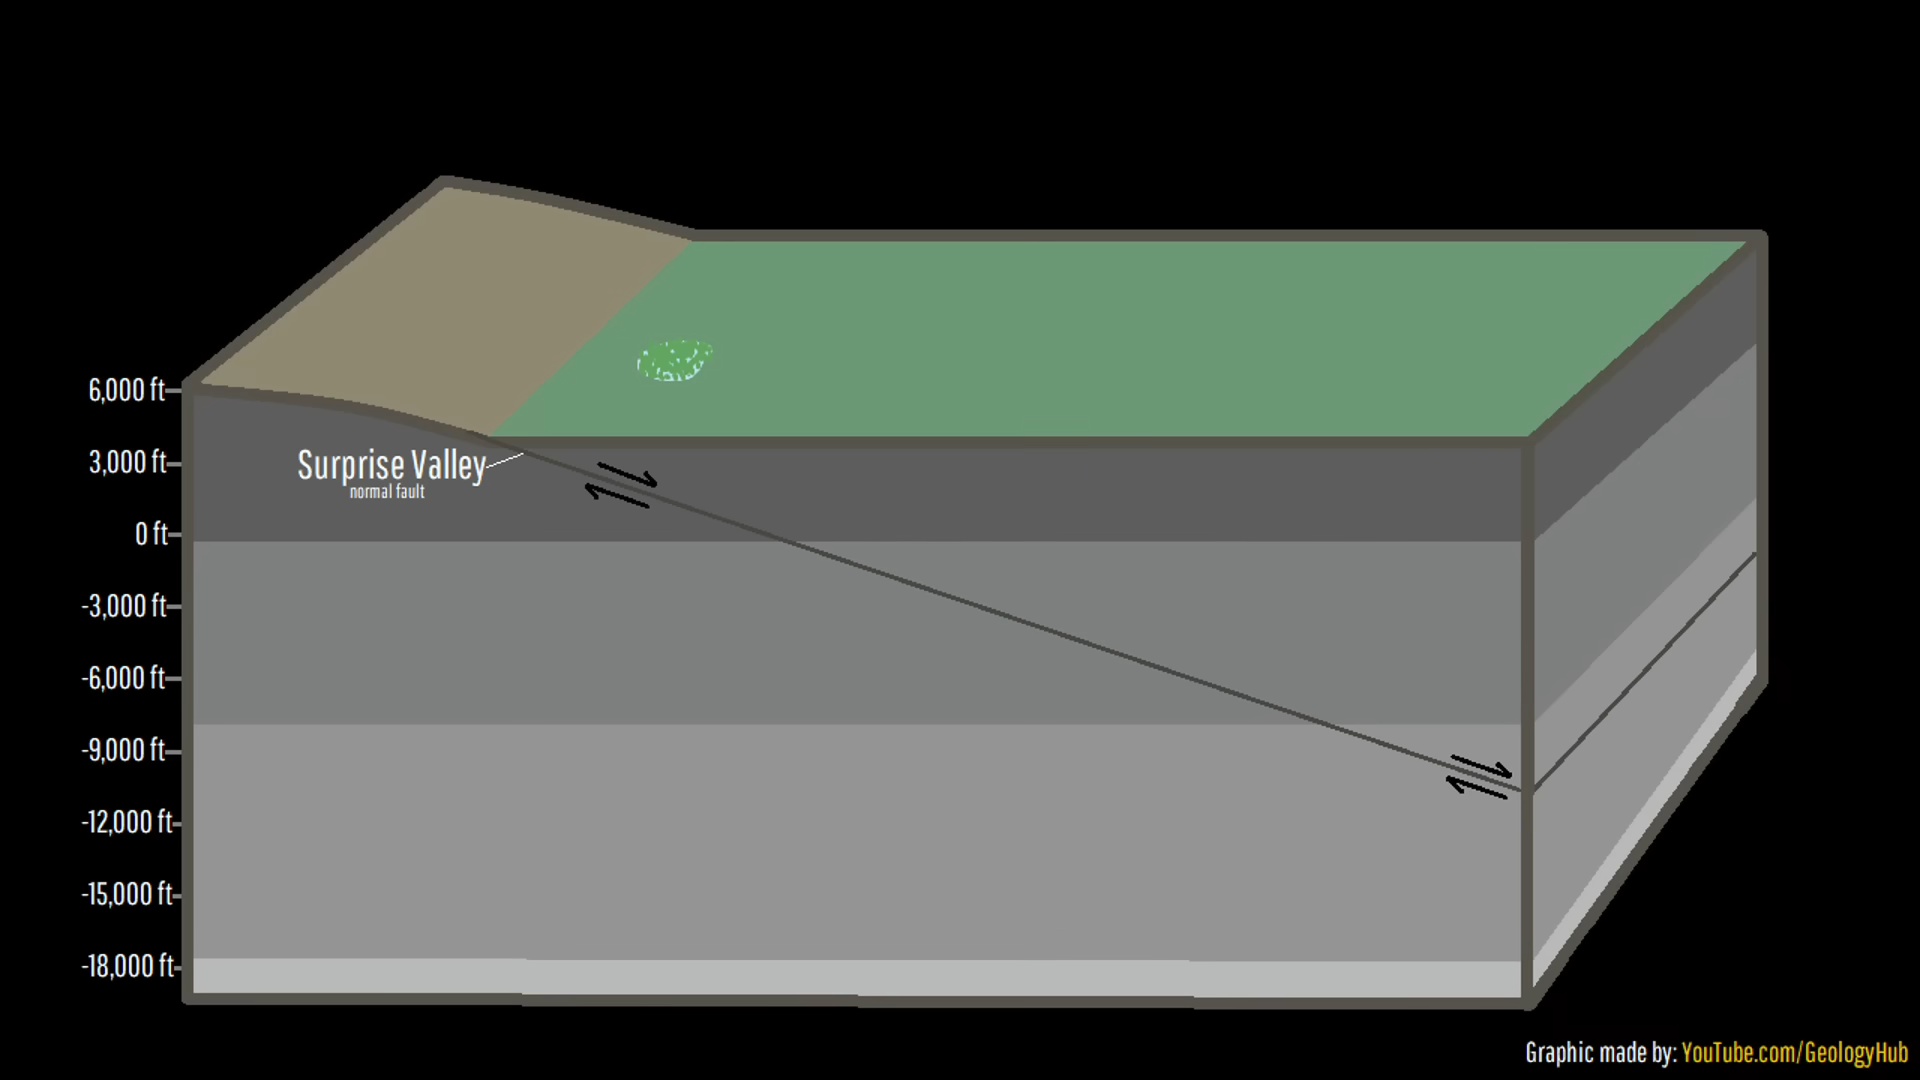 6,000 ft
3,000 ft
Surprise Valley
normal fault
0 ft
-3,000 ft
-6,000 ft
-9,000 ft
-12,000 ft
-15,000 ft
-18,000 ft
Graphic made by: YouTube.com/GeologyHub